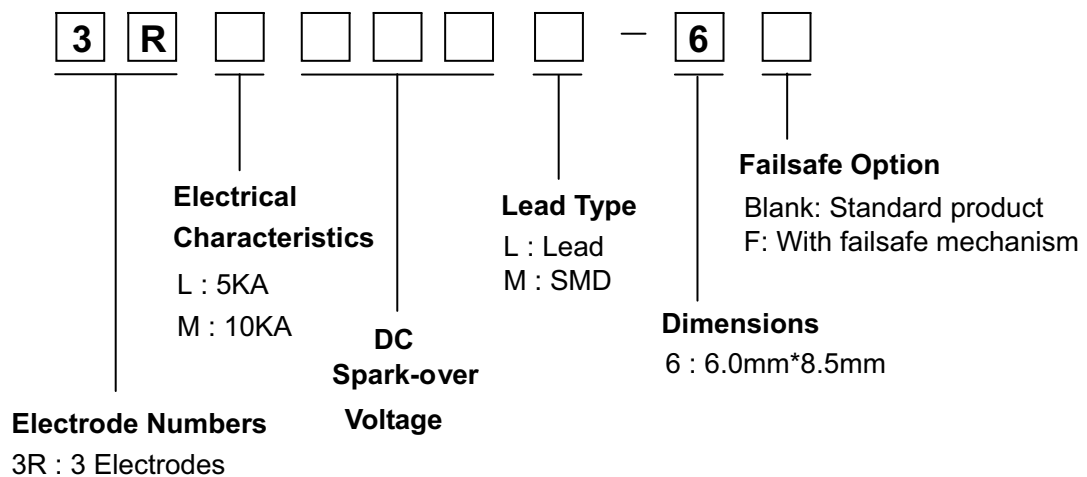 3 R — 6
Failsafe Option
Blank: Standard product
F: With failsafe mechanism
Electrical
Characteristics
L : 5KA
M : 10KA
Lead Type
L : Lead
M : SMD
Dimensions
6 : 6.0mm*8.5mm
DC
Spark-over
Voltage
Electrode Numbers
3R : 3 Electrodes